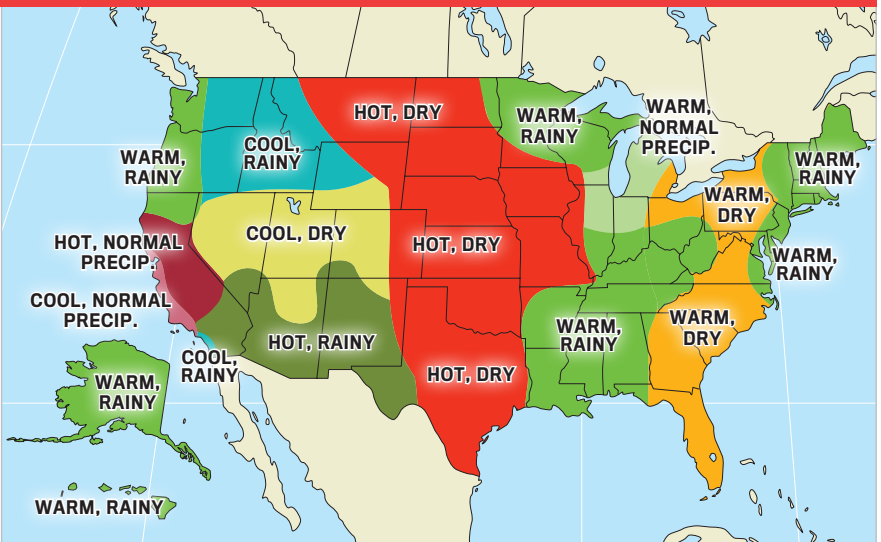 HOT, DRY
WARM,
RAINY
WARM,
NORMAL
PRECIP.
COOL,
RAINY
WARM,
RAINY
WARM,
RAINY
WARM,
DRY
HOT, NORMAL
PRECIP.
COOL, DRY
HOT, DRY
WARM,
RAINY
COOL, NORMAL
PRECIP.
HOT, RAINY
WARM,
RAINY
WARM,
DRY
COOL,
RAINY
HOT, DRY
WARM,
RAINY
WARM, RAINY